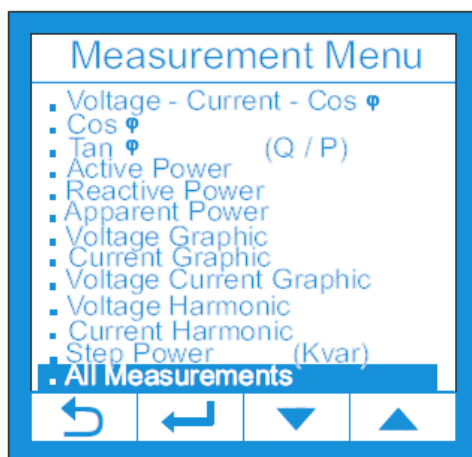 Measurement Menu
Voltage - Current - Cos φ
Cos φ
Tan φ (Q / P)
Active Power
Reactive Power
Apparent Power
Voltage Graphic
Current Graphic
Voltage Current Graphic
Voltage Harmonic
Current Harmonic
Step Power (Kvar)
All Measurements